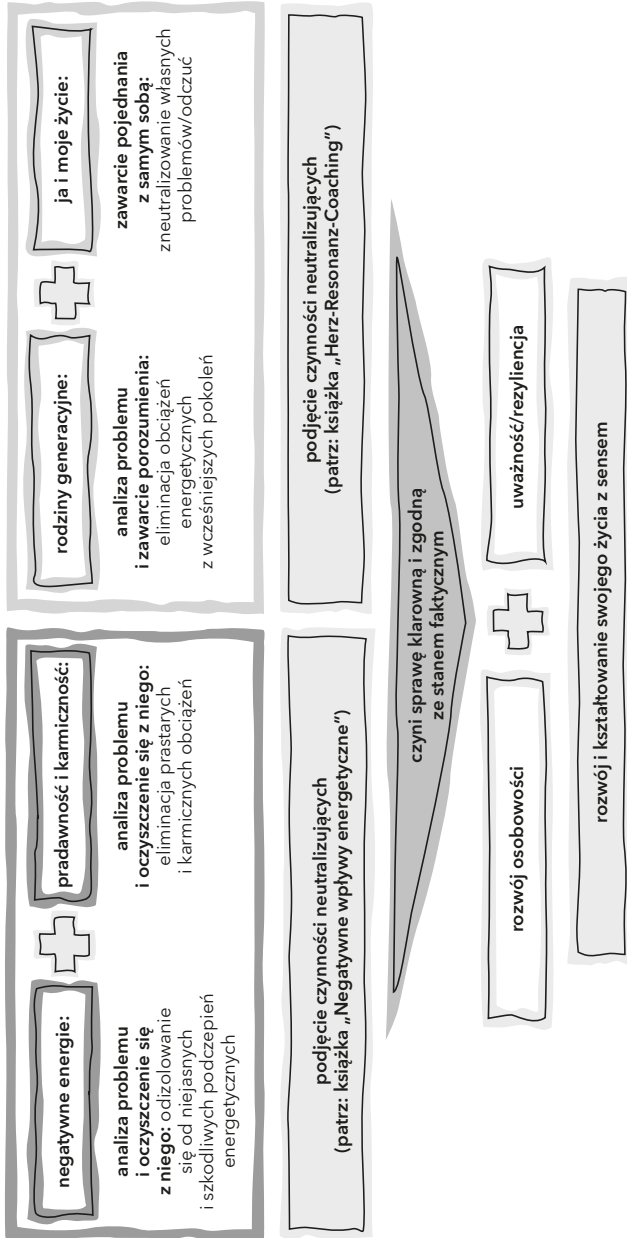 negatywne energie:
analiza problemu
i oczyszczenie się
z niego: odizolowanie
się od niejasnych
i szkodliwych podczepień
energetycznych
pradawność i karmiczność:
analiza problemu
i oczyszczenie się z niego:
eliminacja prastarych
i karmicznych obciążeń
rodziny generacyjne:
analiza problemu
i zawarcie porozumienia:
eliminacja obciążeń
energetycznych
z wcześniejszych pokoleń
ja i moje życie:
zawarcie pojednania
z samym sobą:
zneutralizowanie własnych
problemów/odczuć
podjęcie czynności neutralizujących
(patrz: książka „Negatywne wpływy energetyczne”)
podjęcie czynności neutralizujących
(patrz: książka „Herz-Resonanz-Coaching”)
czyni sprawę klarowną i zgodną
ze stanem faktycznym
rozwój osobowości
uważność/rezyliencja
rozwój i kształtowanie swojego życia z sensem